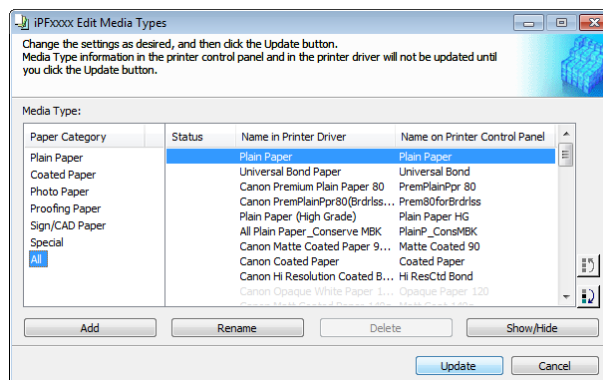 iPFxxxx Edit Media Types
Change the settings as desired, and then click the Update button.
Media Type information in the printer control panel and in the printer driver will not be updated until
you click the Update button.
Media Type:
Paper Category
Plain Paper
Coated Paper
Photo Paper
Proofing Paper
Sign/CAD Paper
Special
All
Status Name in Printer Driver Name on Printer Control Panel
Plain Paper Plain Paper
Universal Bond Paper Universal Bond
Canon Premium Plain Paper 80 PremPlainPpr 80
Canon PremPlainPpr80(Brdrlss... Prem80forBrdrlss
Plain Paper (High Grade) Plain Paper HG
All Plain Paper_Conserve MBK PlainP_ConsMBK
Canon Matte Coated Paper 9... Matte Coated 90
Canon Coated Paper Coated Paper
Canon Hi Resolution Coated B... Hi ResCtd Bond
Canon Opaque White Paper 1... Opaque Paper 120
Add Rename Delete Show/Hide
Update Cancel